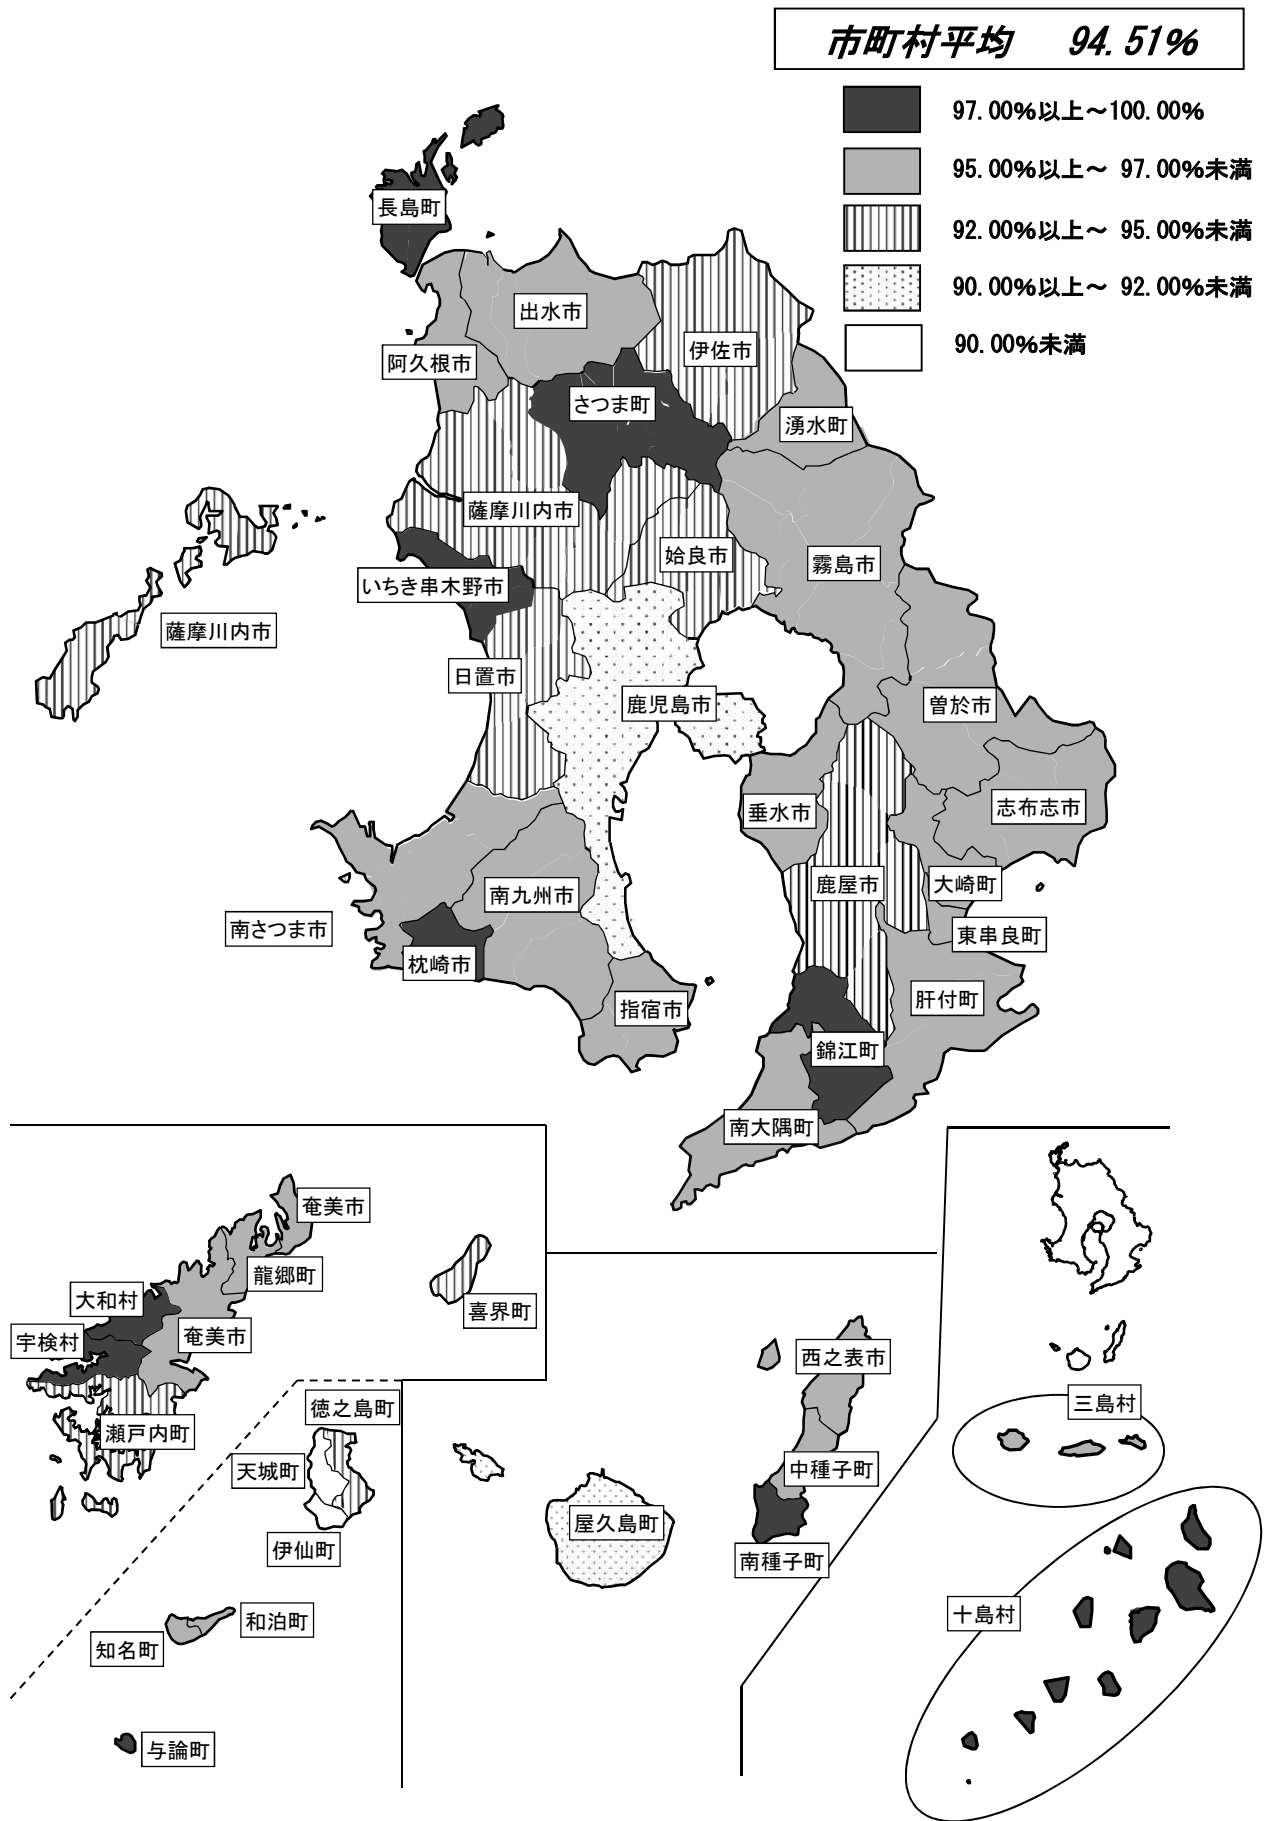 市町村平均 94.51%
97.00%以上～100.00%
95.00%以上～ 97.00%未満
92.00%以上～ 95.00%未満
90.00%以上～ 92.00%未満
90.00%未満
長島町
出水市
阿久根市
伊佐市
さつま町
湧水町
薩摩川内市
姶良市
霧島市
いちき串木野市
薩摩川内市
日置市
鹿児島市
曽於市
垂水市
志布志市
南九州市
鹿屋市
大崎町
南さつま市
東串良町
枕崎市
指宿市
肝付町
錦江町
南大隅町
奄美市
龍郷町
大和村
喜界町
宇検村
奄美市
西之表市
徳之島町
三島村
瀬戸内町
天城町
中種子町
屋久島町
伊仙町
南種子町
和泊町
十島村
知名町
与論町